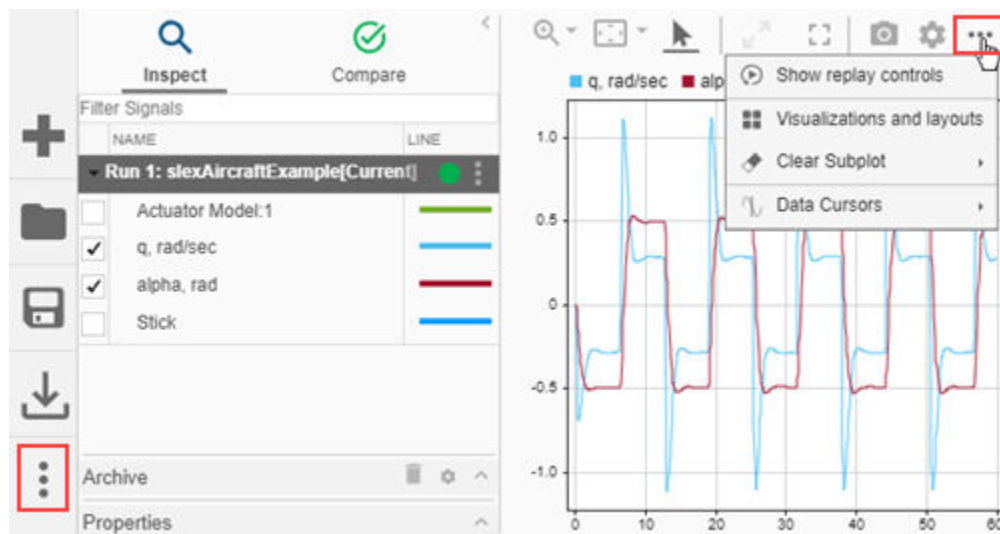 Inspect
Compare
Filter Signals
NAME
LINE
Run 1: slexAircraftExample[Current]
Actuator Model:1
q, rad/sec
alpha, rad
Stick
Archive
Properties
q, rad/sec
alp
Show replay controls
Visualizations and layouts
Clear Subplot
Data Cursors
1.0
0.5
0
-0.5
-1.0
0 10 20 30 40 50 60